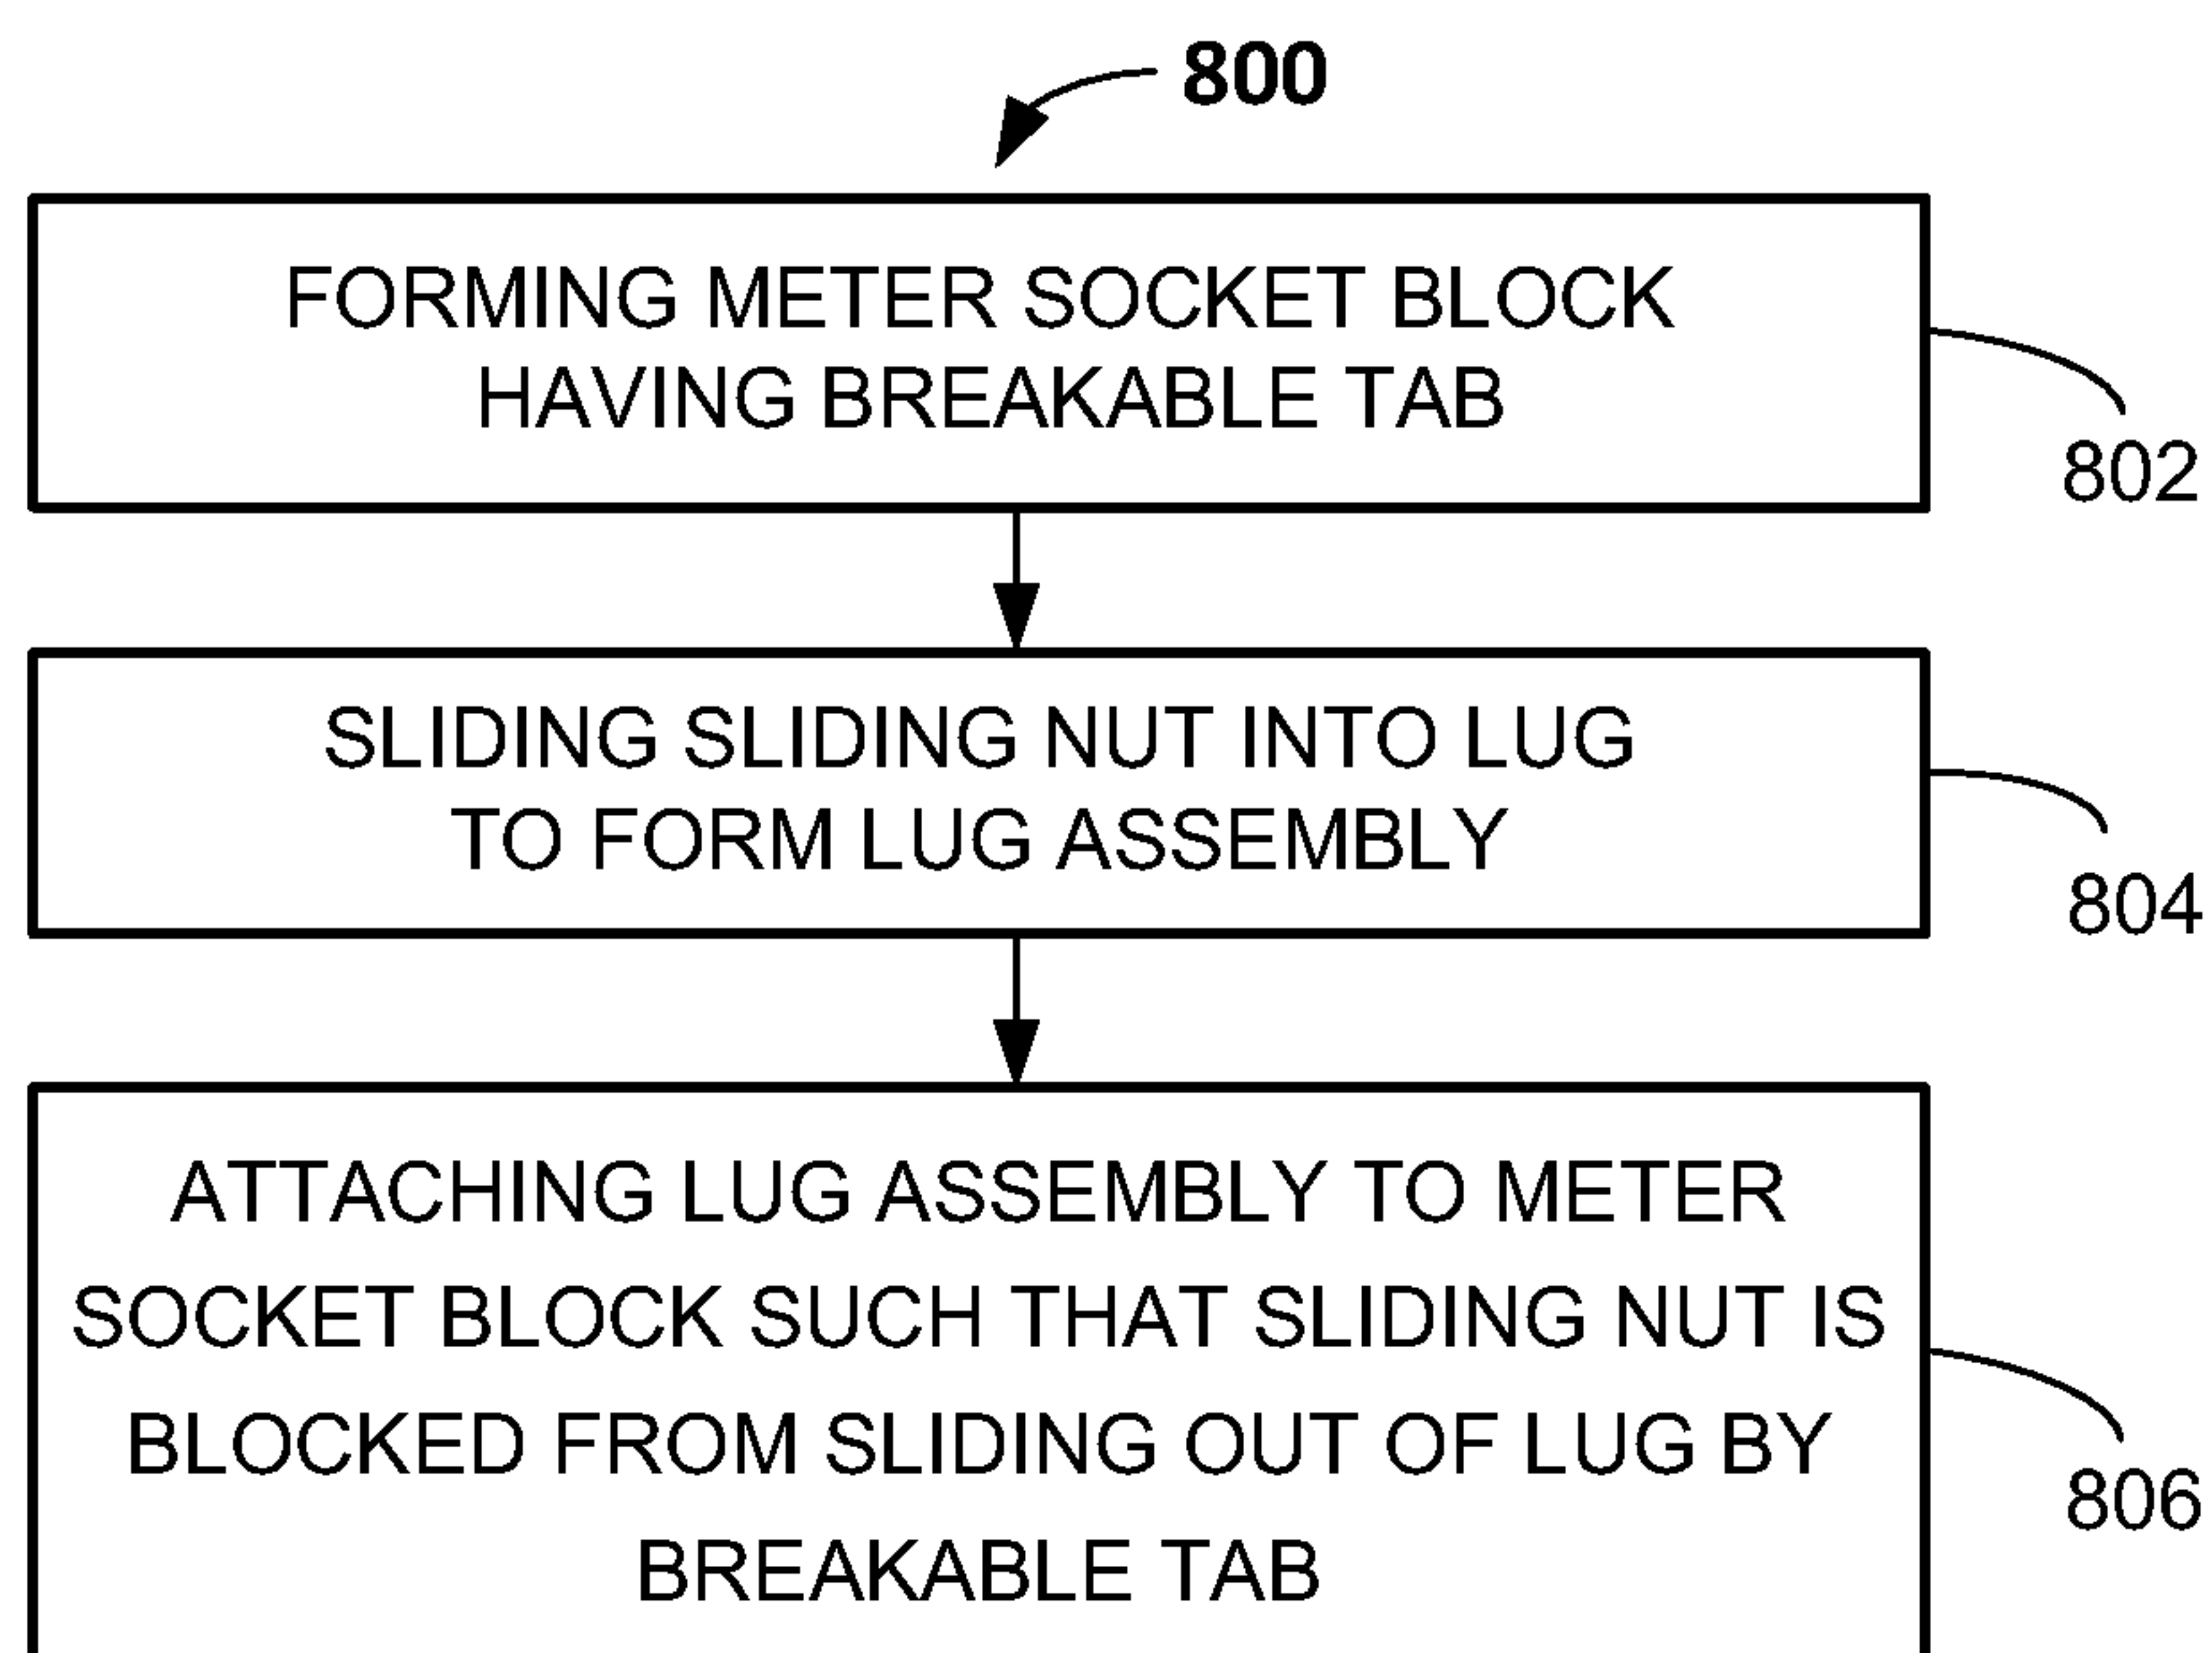 800
FORMING METER SOCKET BLOCK
HAVING BREAKABLE TAB
802
SLIDING SLIDING NUT INTO LUG
TO FORM LUG ASSEMBLY
804
ATTACHING LUG ASSEMBLY TO METER
SOCKET BLOCK SUCH THAT SLIDING NUT IS
BLOCKED FROM SLIDING OUT OF LUG BY
BREAKABLE TAB
806